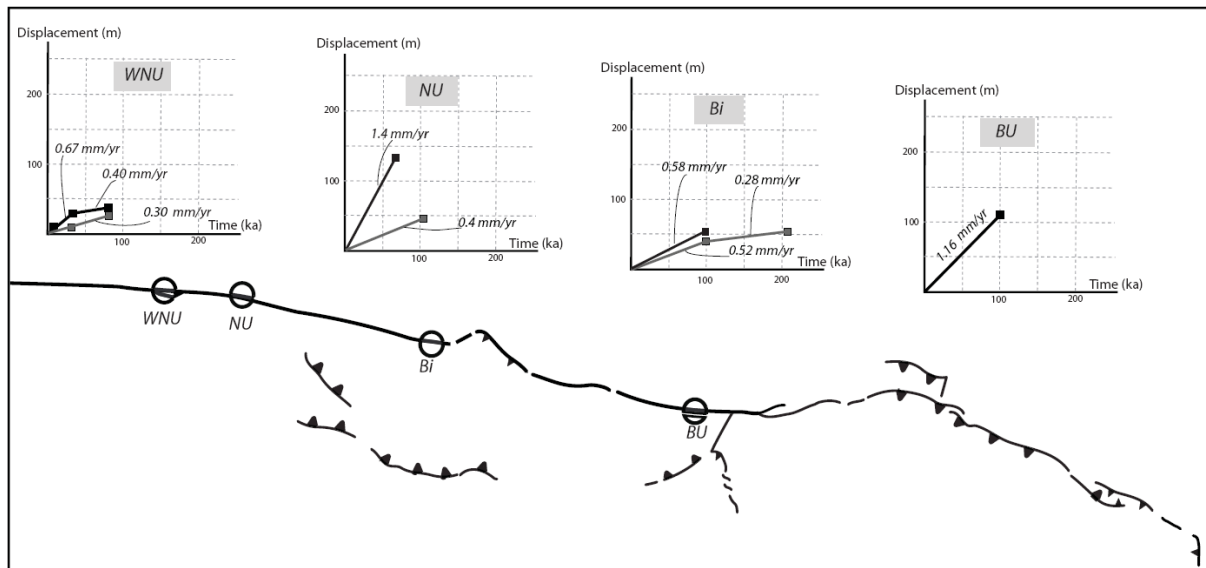 Displacement (m)
WNU
200
100
0.67 mm/yr
0.40 mm/yr
0.30 mm/yr
Time (ka)
100
200
Displacement (m)
NU
200
1.4 mm/yr
100
0.4 mm/yr
Time (ka)
100
200
Displacement (m)
Bi
200
0.58 mm/yr
0.28 mm/yr
0.52 mm/yr
Time (ka)
100
200
Displacement (m)
BU
200
100
1.16 mm/yr
Time (ka)
100
200
WNU
NU
Bi
BU